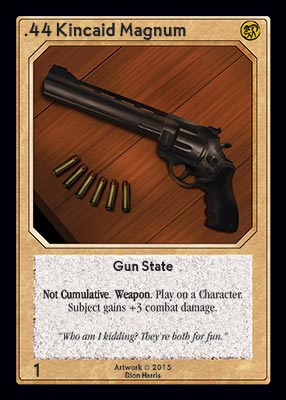 .44 Kincaid Magnum
Gun State
Not Cumulative. Weapon. Play on a Character.
Subject gains +3 combat damage.
"Who am I kidding? They're both for fun."
1
Artwork © 2015
Dion Harris